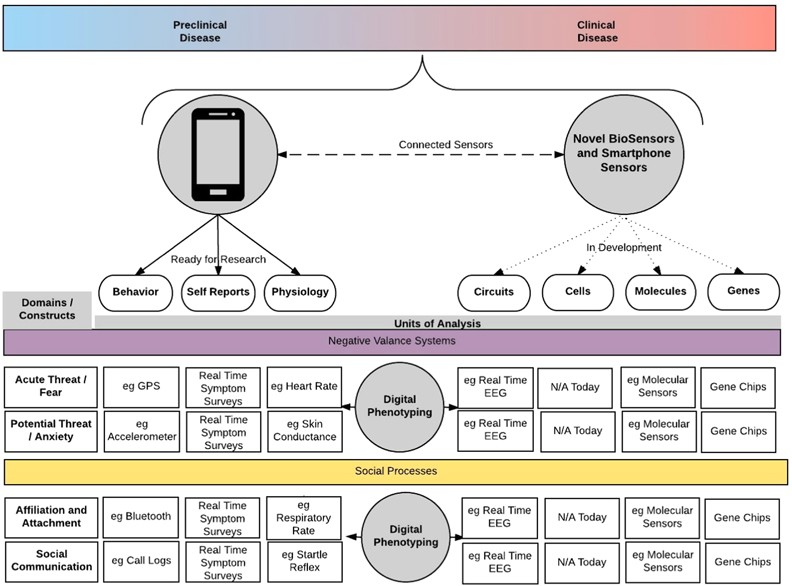 Preclinical
Disease
Clinical
Disease
Connected Sensors
Novel BioSensors
and Smartphone
Sensors
Ready for Research
In Development
Behavior
Self Reports
Physiology
Circuits
Cells
Molecules
Genes
Domains /
Constructs
Units of Analysis
Negative Valance Systems
Acute Threat /
Fear
eg GPS
Real Time
Symptom
Surveys
eg Heart Rate
Digital
Phenotyping
eg Real Time
EEG
N/A Today
eg Molecular
Sensors
Gene Chips
Potential Threat
/ Anxiety
eg
Accelerometer
Real Time
Symptom
Surveys
eg Skin
Conductance
eg Real Time
EEG
N/A Today
eg Molecular
Sensors
Gene Chips
Social Processes
Affiliation and
Attachment
eg Bluetooth
Real Time
Symptom
Surveys
eg
Respiratory
Rate
Digital
Phenotyping
eg Real Time
EEG
N/A Today
eg Molecular
Sensors
Gene Chips
Social
Communication
eg Call Logs
Real Time
Symptom
Surveys
eg Startle
Reflex
eg Real Time
EEG
N/A Today
eg Molecular
Sensors
Gene Chips